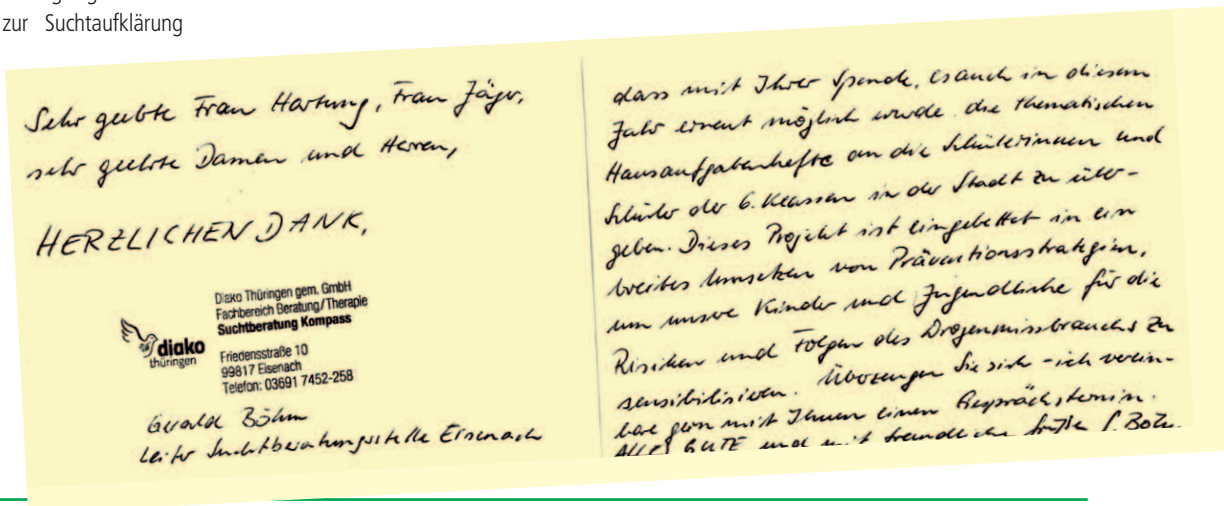 zur Suchtaufklärung
Sehr geehrte Frau Hartung, Frau Jäger,
sehr geehrte Damen und Herren,
HERZLICHEN DANK,
Diako Thüringen gem. GmbH
Fachbereich Beratung/Therapie
Suchtberatung Kompass
diako
thüringen
Friedensstraße 10
99817 Eisenach
Telefon: 03691 7452-258
Gerald Böhm
Leiter Suchtberatungsstelle Eisenach
dass mit Ihrer Spende, es auch in diesem
Jahr erneut möglich wurde die thematischen
Hausaufgabenhefte an die Schülerinnen und
Schüler der 6. Klassen in der Stadt zu über-
geben. Dieses Projekt ist eingebettet in ein
breites Umsetzen von Präventionsstrategien,
um unsere Kinder und Jugendliche für die
Risiken und Folgen des Drogenmissbrauchs zu
sensibilisieren. Überzeugen Sie sich - ich verein-
bare gern mit Ihnen einen Gesprächstermin.
ALLES GUTE und mit freundlichen Grüßen G. Böhm